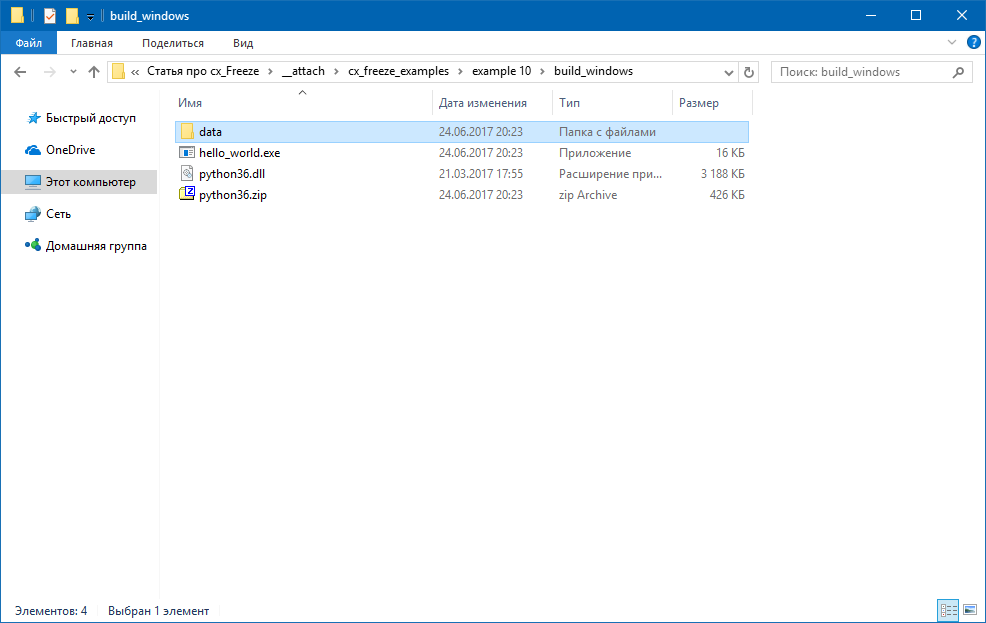 build_windows
Файл Главная Поделиться Вид ?
« Статья про cx_Freeze › __attach › cx_freeze_examples › example 10 › build_windows Поиск: build_windows
Имя Дата изменения Тип Размер
Быстрый доступ
OneDrive
Этот компьютер
Сеть
Домашняя группа
data 24.06.2017 20:23 Папка с файлами
hello_world.exe 24.06.2017 20:23 Приложение 16 КБ
python36.dll 21.03.2017 17:55 Расширение при... 3 188 КБ
python36.zip 24.06.2017 20:23 zip Archive 426 КБ
Элементов: 4 Выбран 1 элемент